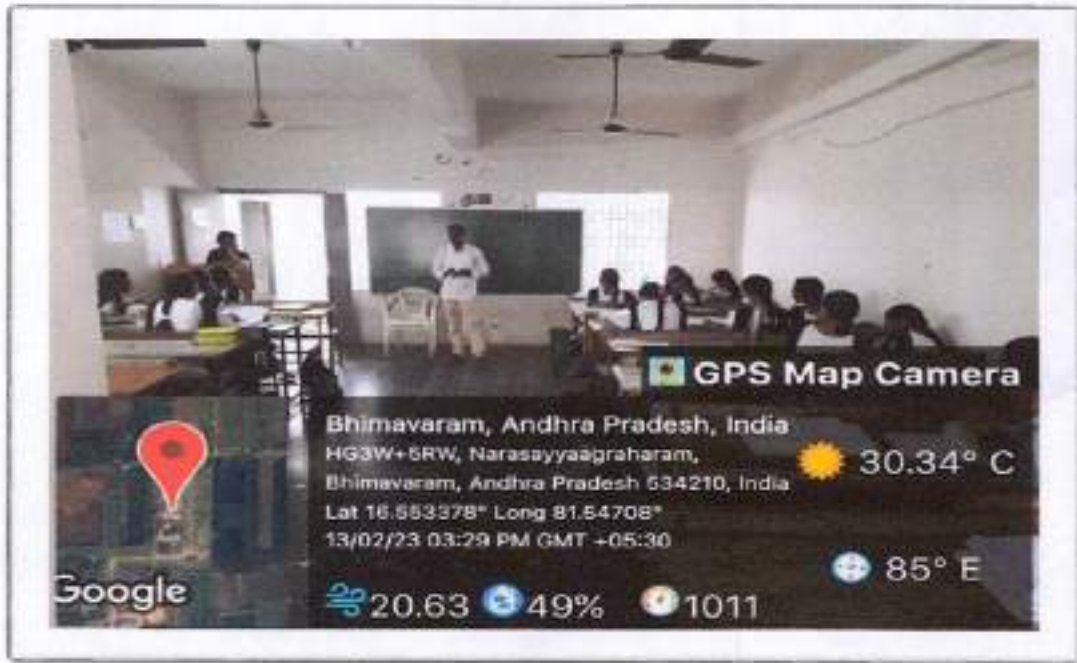 GPS Map Camera
Bhimavaram, Andhra Pradesh, India
HG3W+5RW, Narasayyaagraharam,
Bhimavaram, Andhra Pradesh 534210, India
Lat 16.553378° Long 81.54708°
13/02/23 03:29 PM GMT +05:30
30.34° C
85° E
Google
20.63 49% 1011